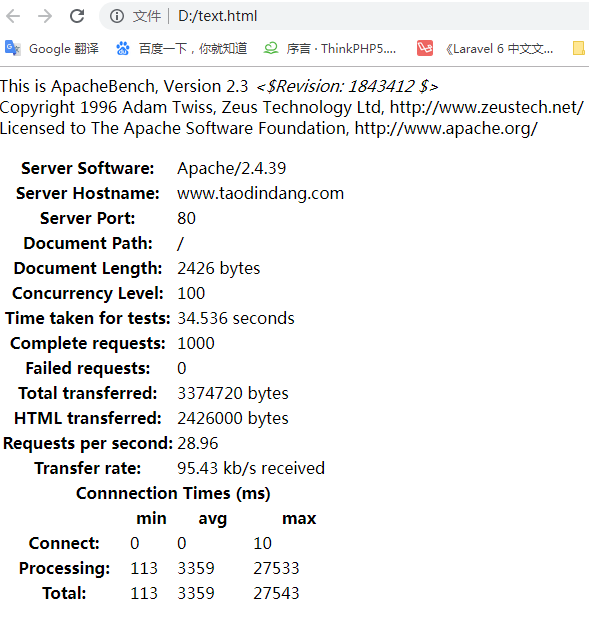 文件 | D:/text.html
Google 翻译 百度一下，你就知道 序言 · ThinkPHP5.... 《Laravel 6 中文文...
This is ApacheBench, Version 2.3 <$Revision: 1843412 $>
Copyright 1996 Adam Twiss, Zeus Technology Ltd, http://www.zeustech.net/
Licensed to The Apache Software Foundation, http://www.apache.org/
Server Software: Apache/2.4.39
Server Hostname: www.taodindang.com
Server Port: 80
Document Path: /
Document Length: 2426 bytes
Concurrency Level: 100
Time taken for tests: 34.536 seconds
Complete requests: 1000
Failed requests: 0
Total transferred: 3374720 bytes
HTML transferred: 2426000 bytes
Requests per second: 28.96
Transfer rate: 95.43 kb/s received
Connnection Times (ms)
min avg max
Connect: 0 0 10
Processing: 113 3359 27533
Total: 113 3359 27543